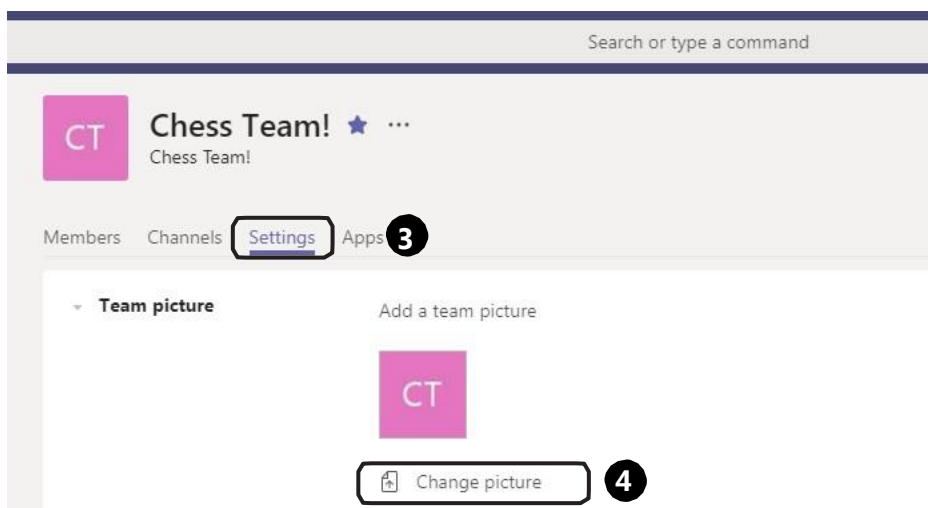 Search or type a command
CT
Chess Team!
Chess Team!
Members Channels Settings Apps 3
Team picture
Add a team picture
CT
Change picture 4